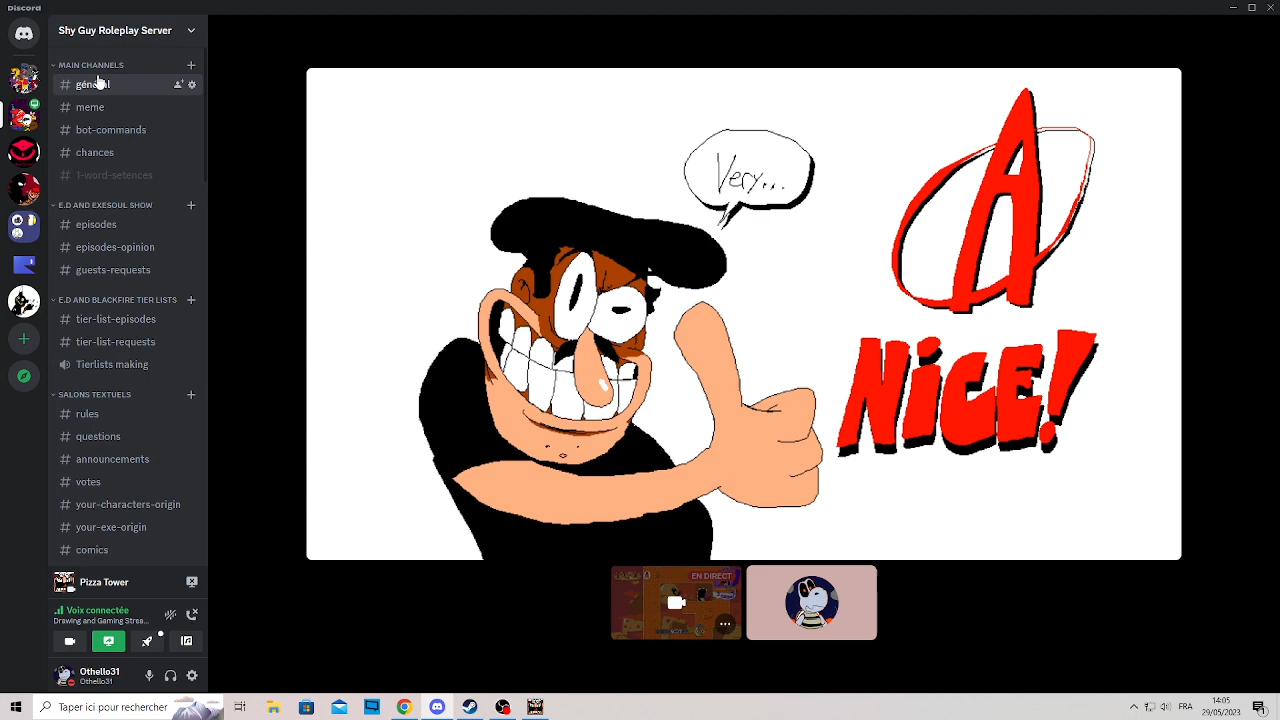 Discord
Shy Guy Roleplay Server
MAIN CHANNELS
# général
# meme
# bot-commands
# chances
# 1-word-setences
E.D AND EXESOUL SHOW
# episodes
# episodes-opinion
# guests-requests
E.D AND BLACKFIRE TIER LISTS
# tier-list-episodes
# tier-list-requests
Tierlists making
SALONS TEXTUELS
# rules
# questions
# announcements
# votes
# your-characters-origin
# your-exe-origin
# comics
Pizza Tower
Voix connectée
Drawing and Gaming Strea...
Othello31
Othello31
Very...
A
NiCE!
EN DIRECT
Taper ici pour rechercher
FRA
14:05
29/05/2023
1